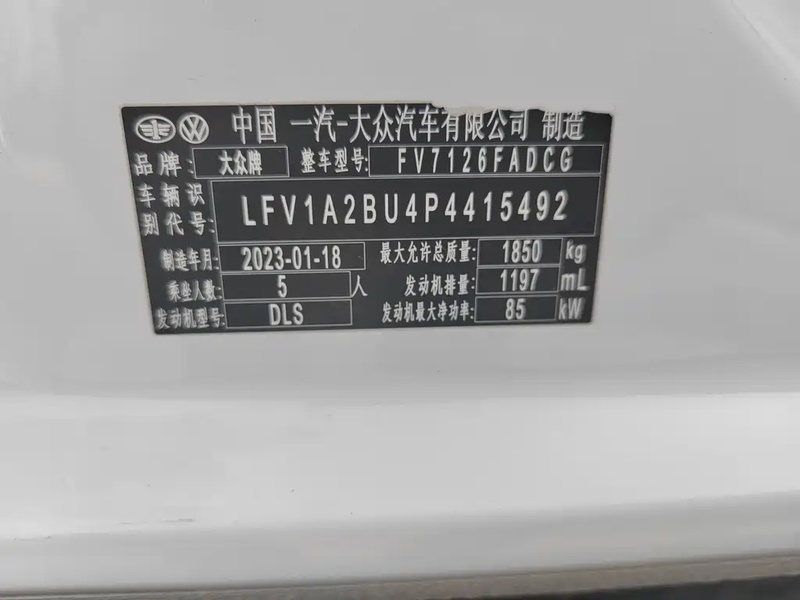 中国 一汽-大众汽车有限公司 制造
品牌: 大众牌 整车型号: FV7126FADCG
车辆识别代号: LFV1A2BU4P4415492
制造年月: 2023-01-18 最大允许总质量: 1850 kg
乘座人数: 5 人 发动机排量: 1197 mL
发动机型号: DLS 发动机最大净功率: 85 kW